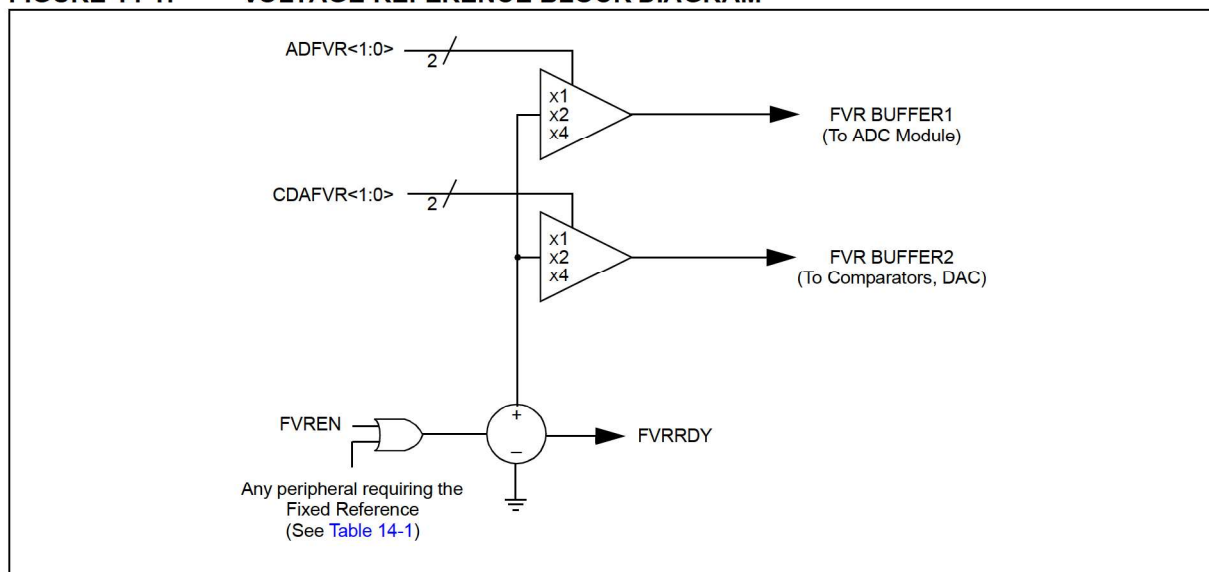 ADFVR<1:0>
2
x1
x2
x4
FVR BUFFER1
(To ADC Module)
CDAFVR<1:0>
2
x1
x2
x4
FVR BUFFER2
(To Comparators, DAC)
+
FVREN
FVRRDY
_
Any peripheral requiring the
Fixed Reference
(See Table 14-1)